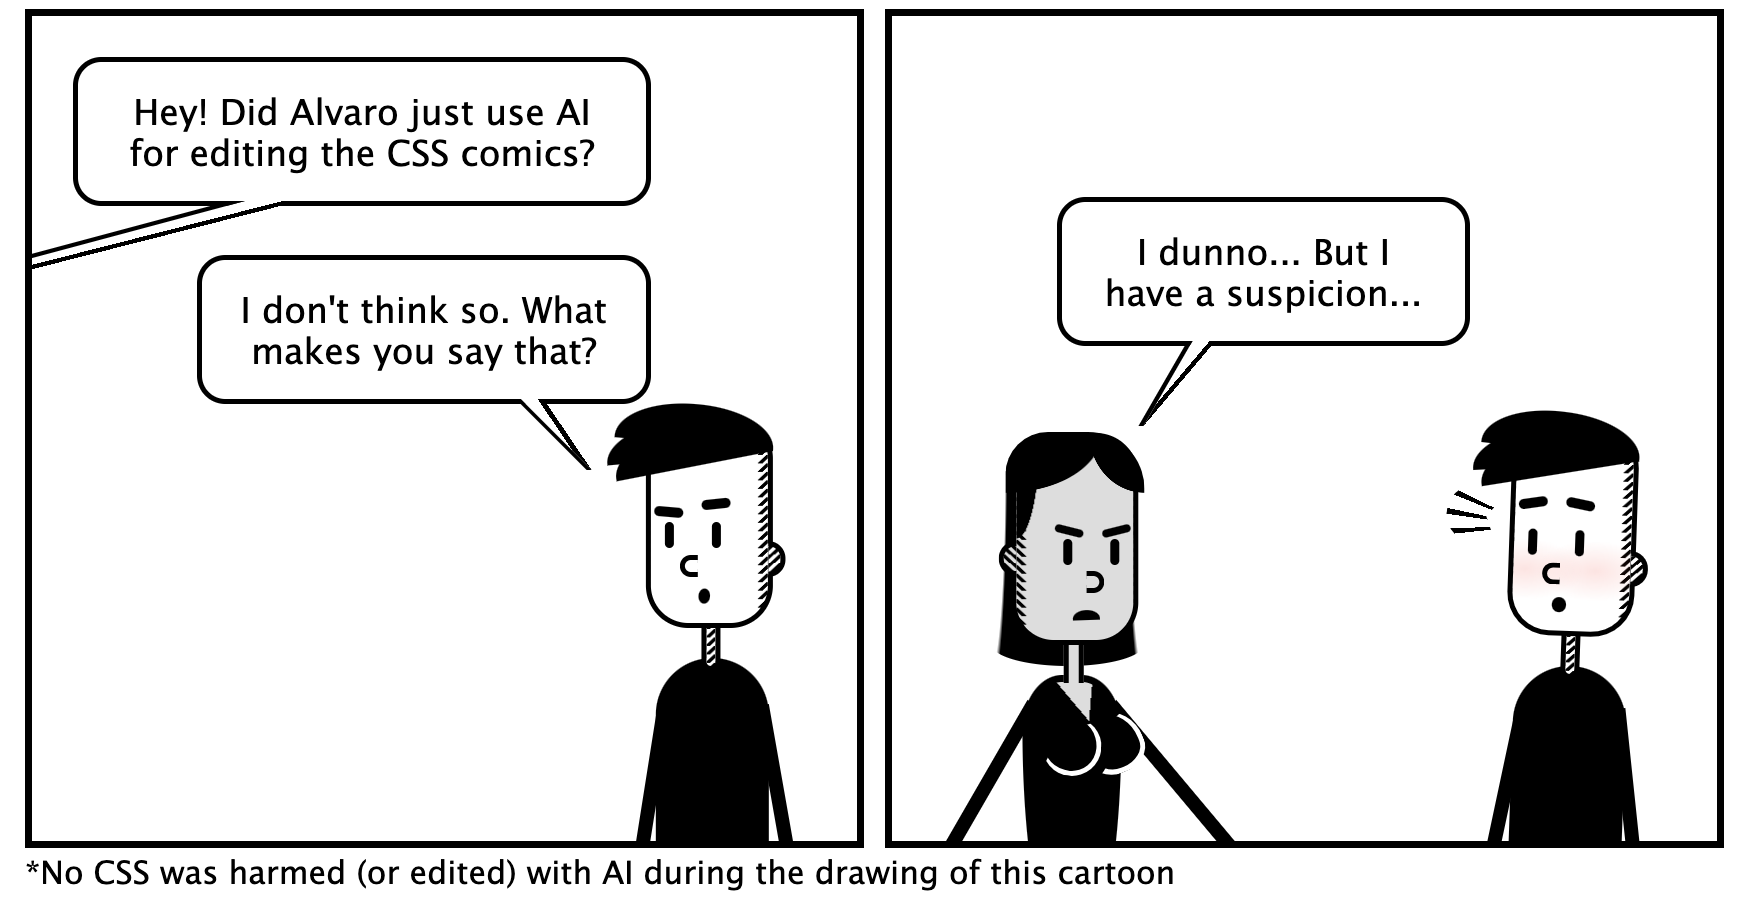 Hey! Did Alvaro just use AI
for editing the CSS comics?
I don't think so. What
makes you say that?
I dunno... But I
have a suspicion...
*No CSS was harmed (or edited) with AI during the drawing of this cartoon